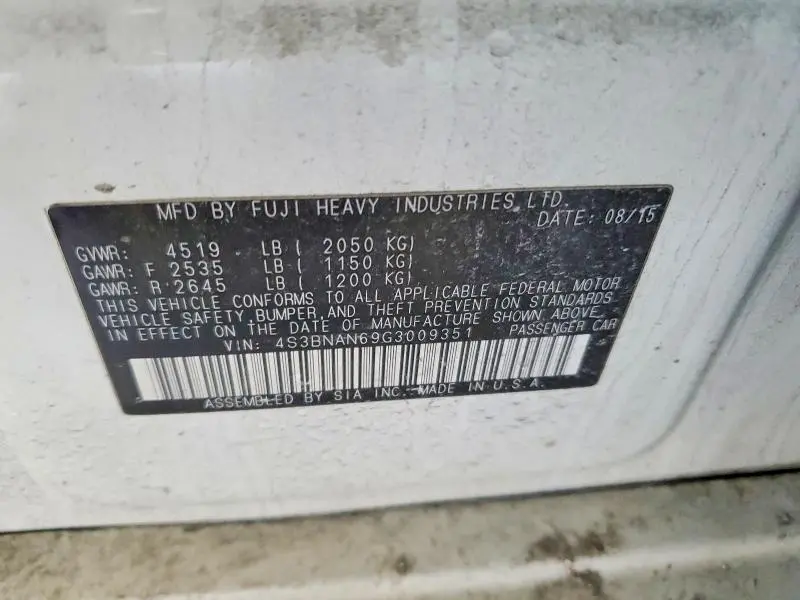 MFD BY FUJI HEAVY INDUSTRIES LTD.
DATE: 08/15
GVWR: 4519 LB ( 2050 KG)
GAWR: F 2535 LB ( 1150 KG)
GAWR: R 2645 LB ( 1200 KG)
THIS VEHICLE CONFORMS TO ALL APPLICABLE FEDERAL MOTOR
VEHICLE SAFETY, BUMPER, AND THEFT PREVENTION STANDARDS
IN EFFECT ON THE DATE OF MANUFACTURE SHOWN ABOVE.
VIN: 4S3BNAN69G3009351 PASSENGER CAR
ASSEMBLED BY SIA INC. MADE IN U.S.A.